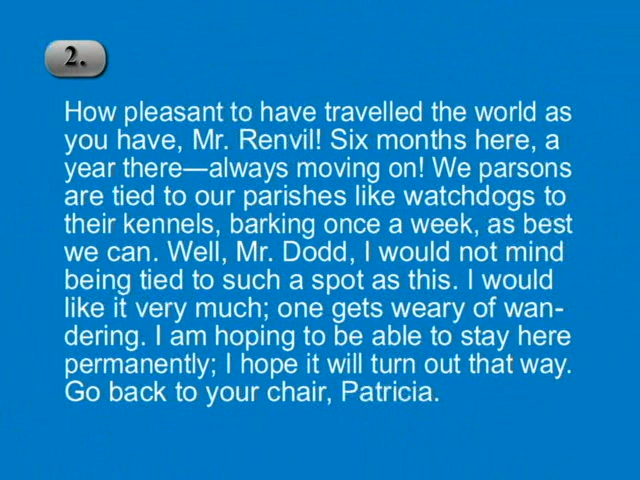 2.
How pleasant to have travelled the world as
you have, Mr. Renvil! Six months here, a
year there—always moving on! We parsons
are tied to our parishes like watchdogs to
their kennels, barking once a week, as best
we can. Well, Mr. Dodd, I would not mind
being tied to such a spot as this. I would
like it very much; one gets weary of wan-
dering. I am hoping to be able to stay here
permanently; I hope it will turn out that way.
Go back to your chair, Patricia.